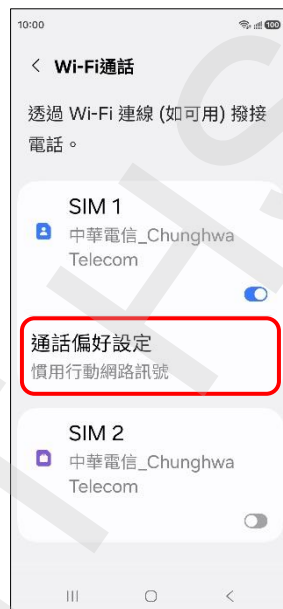 10:00
100
Wi-Fi通話
透過 Wi-Fi 連線 (如可用) 撥接
電話。
SIM 1
中華電信_Chunghwa
Telecom
通話偏好設定
慣用行動網路訊號
SIM 2
中華電信_Chunghwa
Telecom